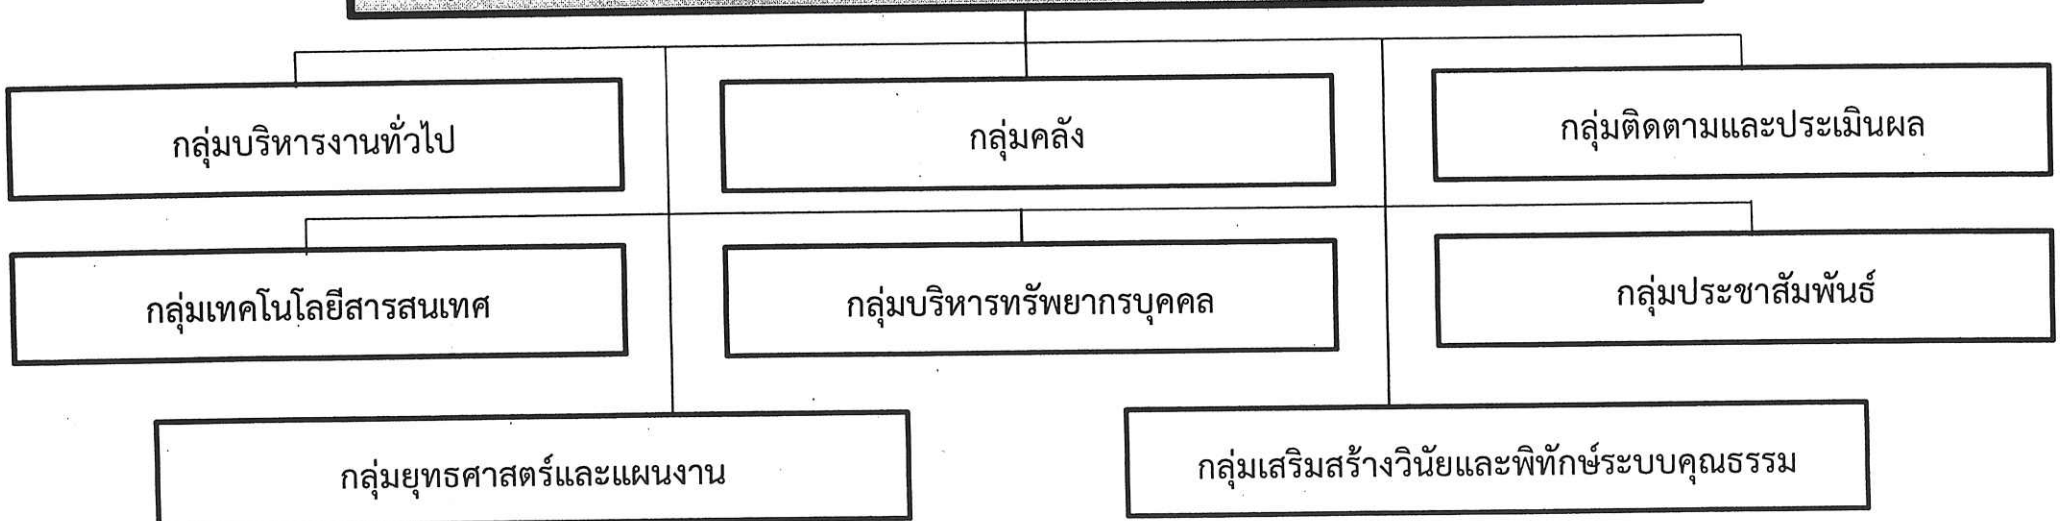 กลุ่มบริหารงานทั่วไป
กลุ่มคลัง
กลุ่มติดตามและประเมินผล
กลุ่มเทคโนโลยีสารสนเทศ
กลุ่มบริหารทรัพยากรบุคคล
กลุ่มประชาสัมพันธ์
กลุ่มยุทธศาสตร์และแผนงาน
กลุ่มเสริมสร้างวินัยและพิทักษ์ระบบคุณธรรม